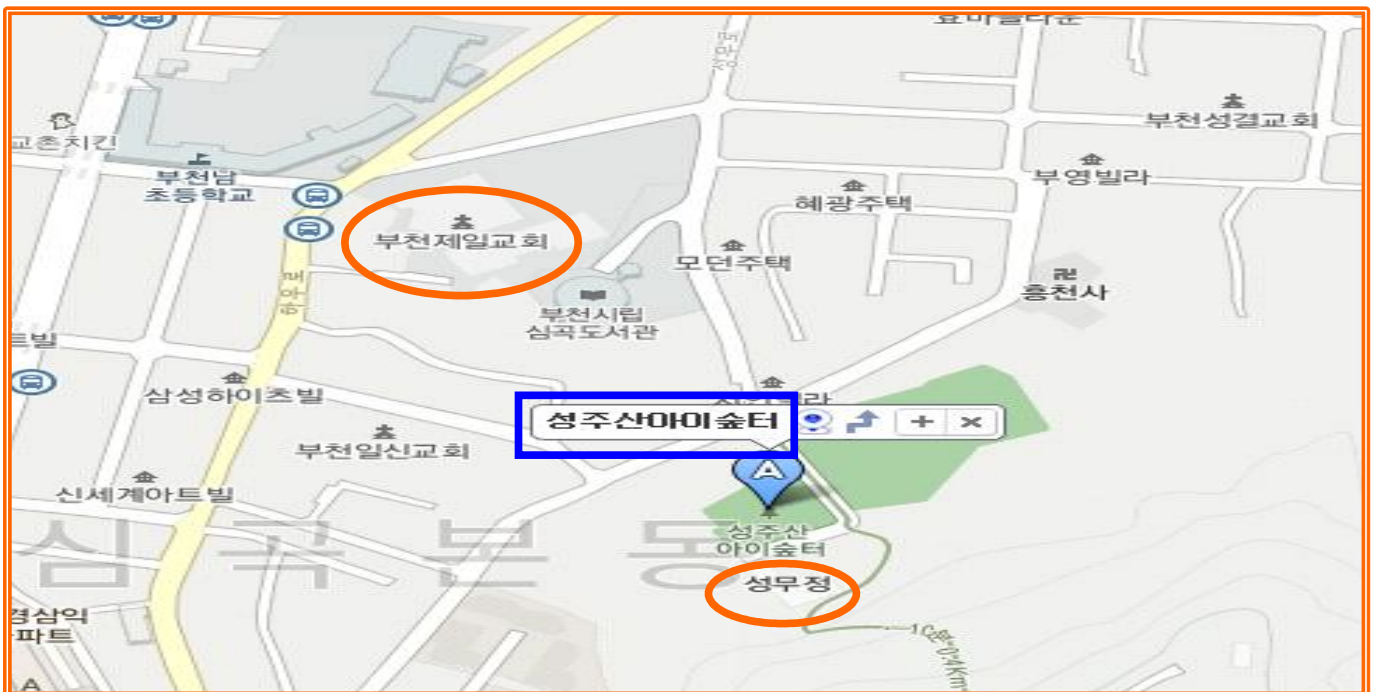 교촌치킨
부천남
초등학교
부천성결교회
부영빌라
혜광주택
부천제일교회
모던주택
흥천사
부천시립
심곡도서관
하우로
삼성하이츠빌
성주산아이숲터
부천일신교회
신세계아트빌
A
심곡본동
성주산
아이숲터
성무정
A